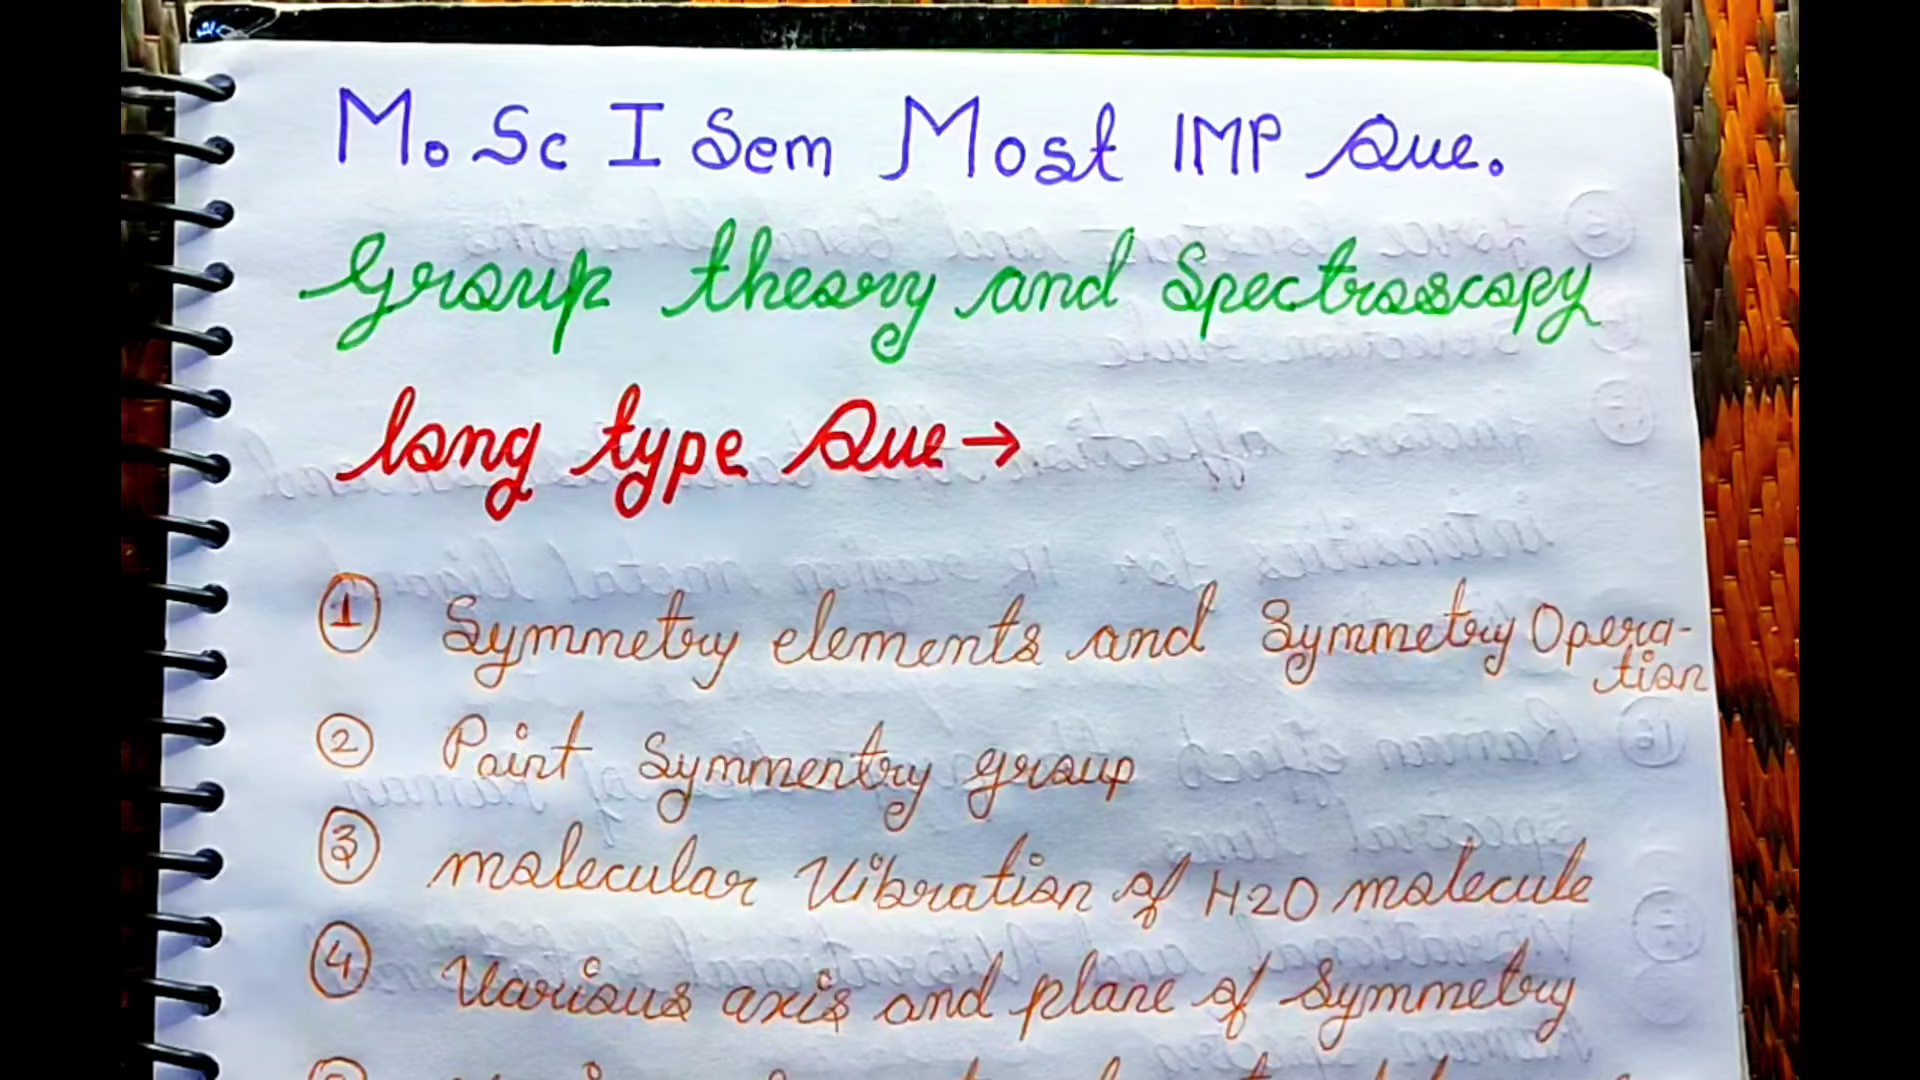 M. Sc I Sem Most IMP Que.
Group theory and Spectroscopy
long type Que→
① Symmetry elements and Symmetry Opera-
tion
② Point Symmentry group
③ molecular Vibration of H2O molecule
④ Various axis and plane of Symmetry